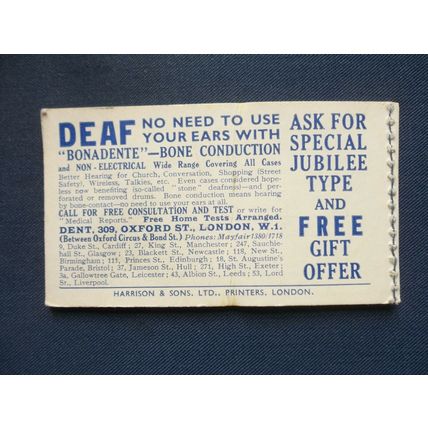 DEAF NO NEED TO USE
YOUR EARS WITH
"BONADENTE"—BONE CONDUCTION
and NON-ELECTRICAL Wide Range Covering All Cases
Better Hearing for Church, Conversation, Shopping (Street
Safety), Wireless, Talkies, etc. Even cases considered hope-
less now benefiting (so-called "stone" deafness)—and per-
forated or removed drums. Bone conduction means
hearing by bone—no need to use your ears at all.
CALL FOR FREE CONSULTATION AND TEST or write for
"Medical Reports." Free Home Tests Arranged.
DENT, 309, OXFORD ST., LONDON, W.1.
(Between Oxford Circus & Bond St.) Phones: Mayfair 1380/1718
9, Duke St., Cardiff; 27, King St., Manchester; 247, Sauchie-
hall St., Glasgow; 23, Blackett St., Newcastle; 118, New St.,
Birmingham; 113, Princes St., Edinburgh; 18, St. Augustine's
Parade, Bristol; 37, Jameson St., Hull; 271, High St., Exeter;
3a, Gallowtree Gate, Leicester; 43, Albion St., Leeds; 53, Lord
St., Liverpool.
ASK FOR
SPECIAL
JUBILEE
TYPE
AND
FREE
GIFT
OFFER
HARRISON & SONS, LTD., PRINTERS, LONDON.